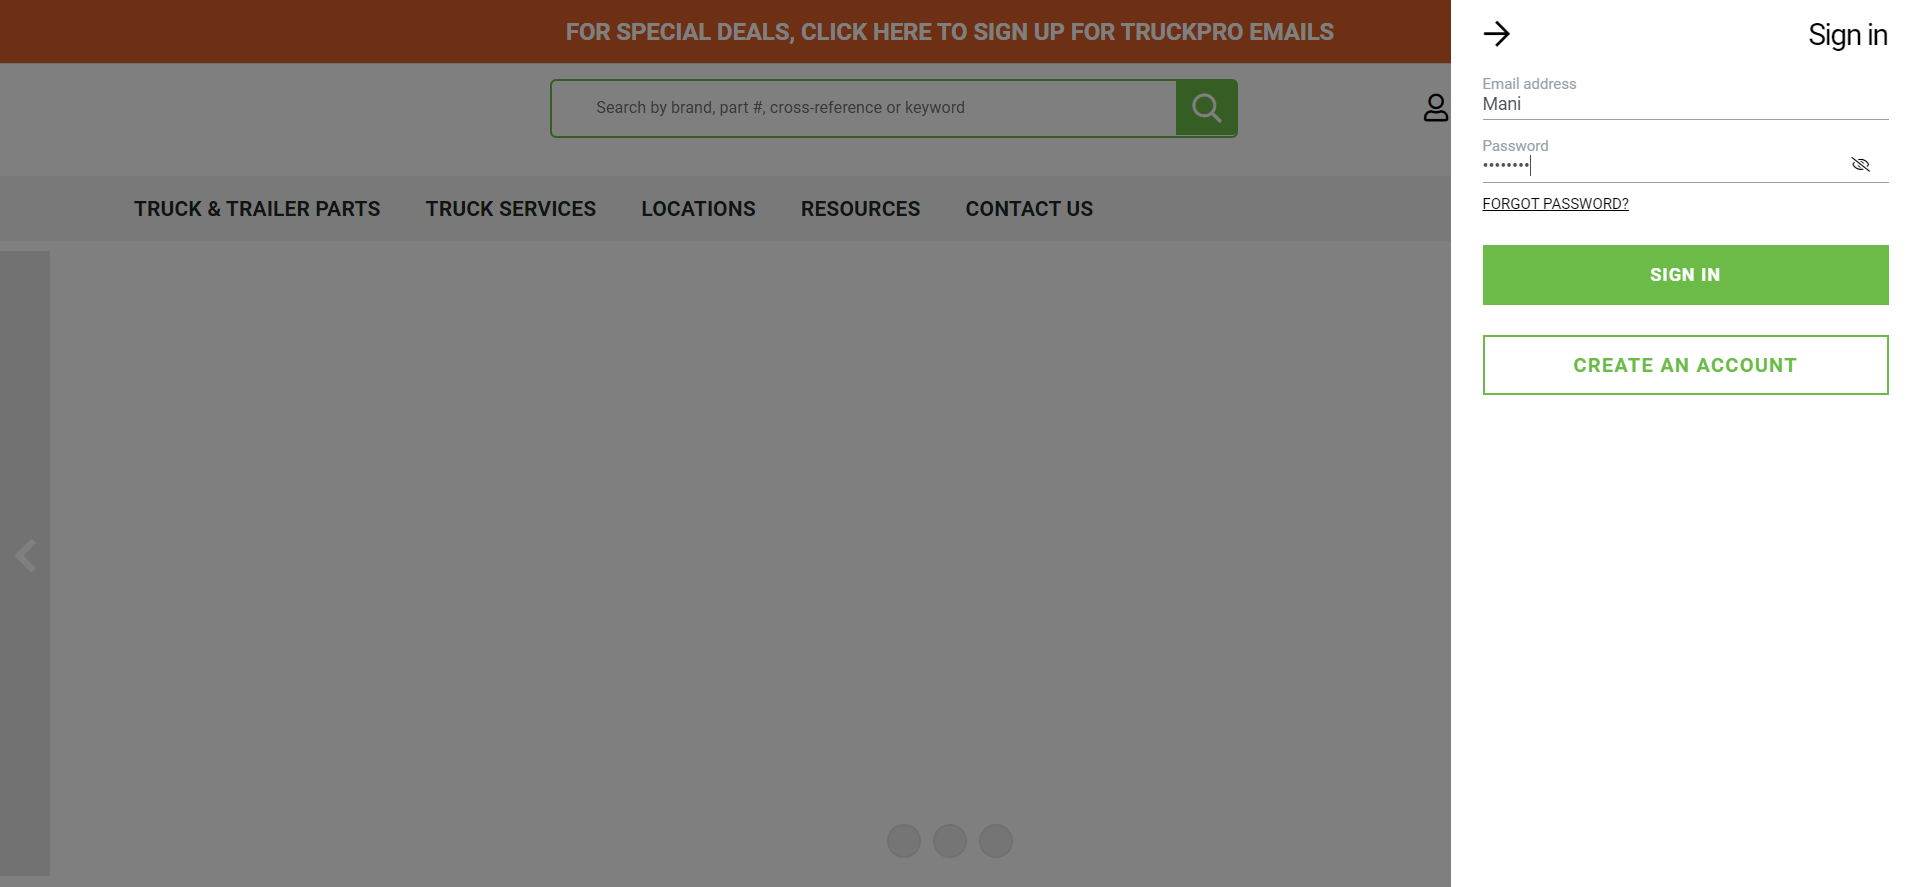 FOR SPECIAL DEALS, CLICK HERE TO SIGN UP FOR TRUCKPRO EMAILS
Search by brand, part #, cross-reference or keyword
TRUCK & TRAILER PARTS
TRUCK SERVICES
LOCATIONS
RESOURCES
CONTACT US
Sign in
Email address
Mani
Password
••••••••
FORGOT PASSWORD?
SIGN IN
CREATE AN ACCOUNT